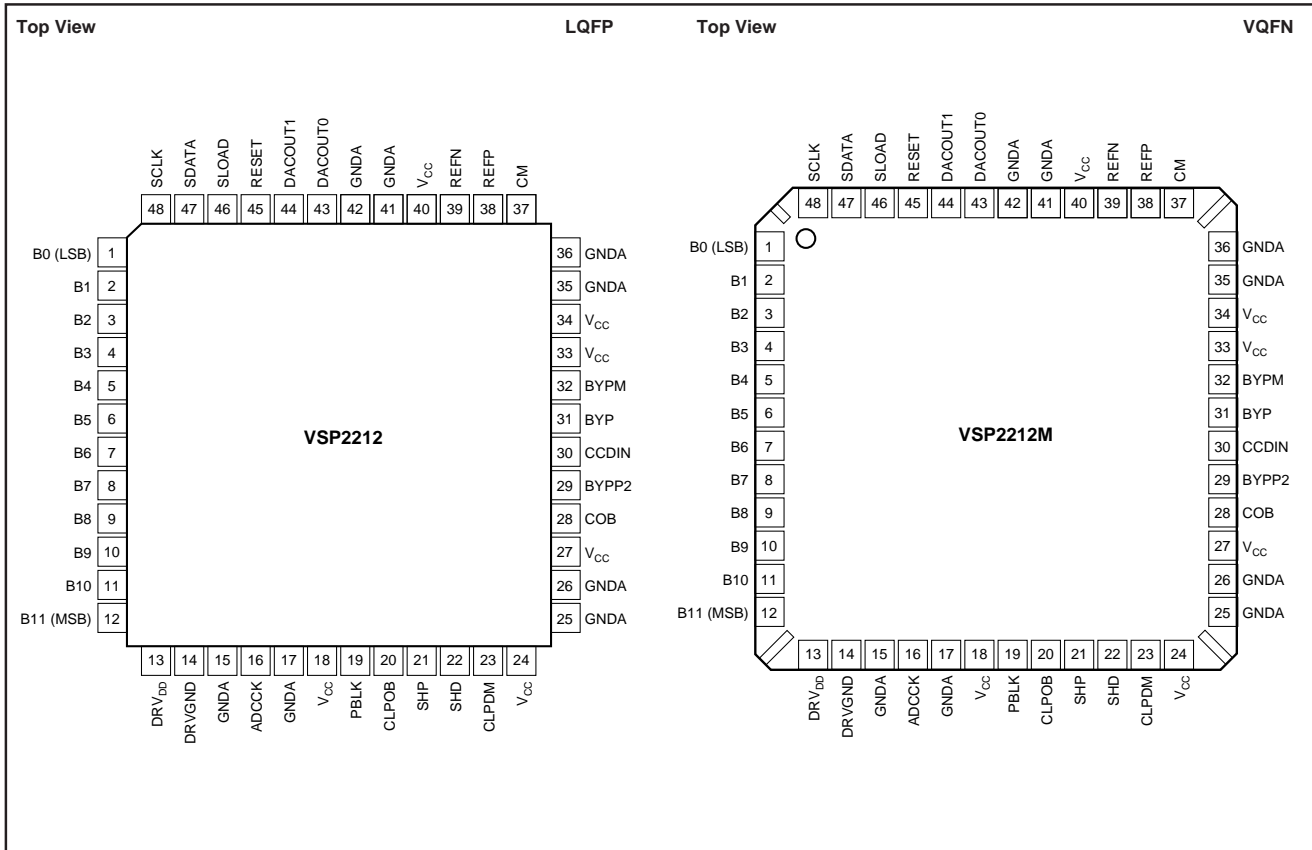 Top View
LQFP
SCLK
SDATA
SLOAD
RESET
DACOUT1
DACOUT0
GNDA
GNDA
VCC
REFN
REFP
CM
48 47 46 45 44 43 42 41 40 39 38 37
B0 (LSB) 1
B1 2
B2 3
B3 4
B4 5
B5 6
B6 7
B7 8
B8 9
B9 10
B10 11
B11 (MSB) 12
VSP2212
36 GNDA
35 GNDA
34 VCC
33 VCC
32 BYPM
31 BYP
30 CCDIN
29 BYPP2
28 COB
27 VCC
26 GNDA
25 GNDA
13 14 15 16 17 18 19 20 21 22 23 24
DRVDD
DRVGND
GNDA
ADCCK
GNDA
VCC
PBLK
CLPOB
SHP
SHD
CLPDM
VCC
Top View
VQFN
SCLK
SDATA
SLOAD
RESET
DACOUT1
DACOUT0
GNDA
GNDA
VCC
REFN
REFP
CM
48 47 46 45 44 43 42 41 40 39 38 37
B0 (LSB) 1
B1 2
B2 3
B3 4
B4 5
B5 6
B6 7
B7 8
B8 9
B9 10
B10 11
B11 (MSB) 12
VSP2212M
36 GNDA
35 GNDA
34 VCC
33 VCC
32 BYPM
31 BYP
30 CCDIN
29 BYPP2
28 COB
27 VCC
26 GNDA
25 GNDA
13 14 15 16 17 18 19 20 21 22 23 24
DRVDD
DRVGND
GNDA
ADCCK
GNDA
VCC
PBLK
CLPOB
SHP
SHD
CLPDM
VCC